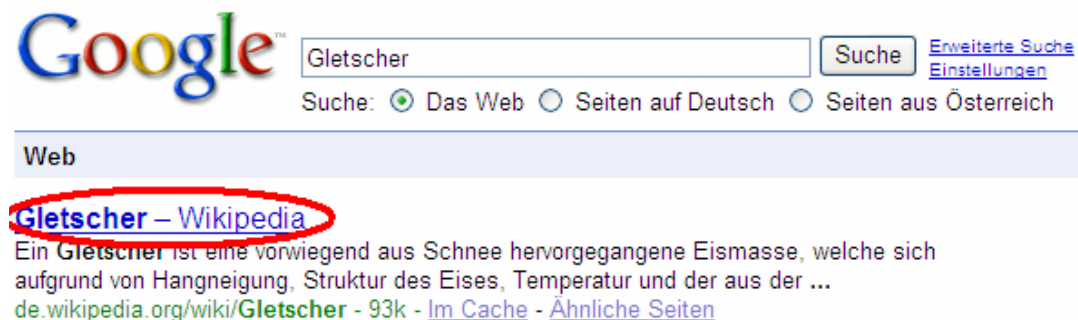 Google™ Gletscher Suche Erweiterte Suche
Einstellungen
Suche: Das Web Seiten auf Deutsch Seiten aus Österreich
Web
Gletscher – Wikipedia
Ein Gletscher ist eine vorwiegend aus Schnee hervorgegangene Eismasse, welche sich
aufgrund von Hangneigung, Struktur des Eises, Temperatur und der aus der ...
de.wikipedia.org/wiki/Gletscher - 93k - Im Cache - Ähnliche Seiten